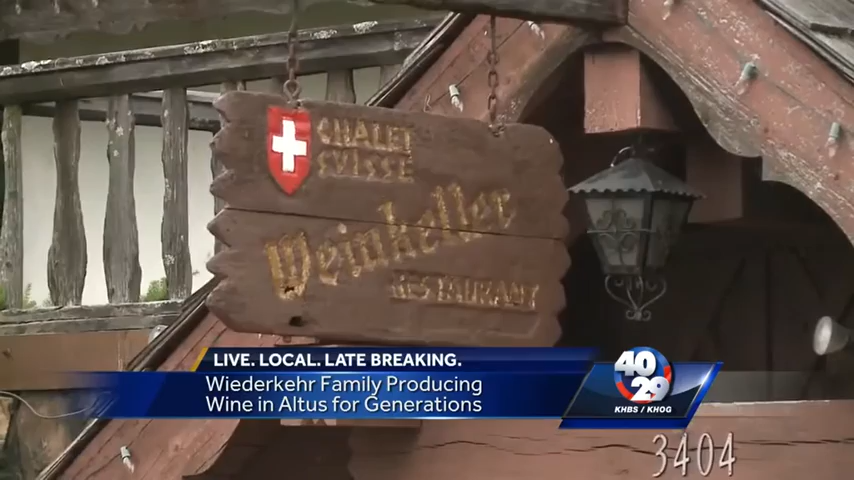 CHALET
SVISSE
Weinkeller
RESTAURANT
LIVE. LOCAL. LATE BREAKING.
Wiederkehr Family Producing
Wine in Altus for Generations
40
29
KHBS / KHOG
3404